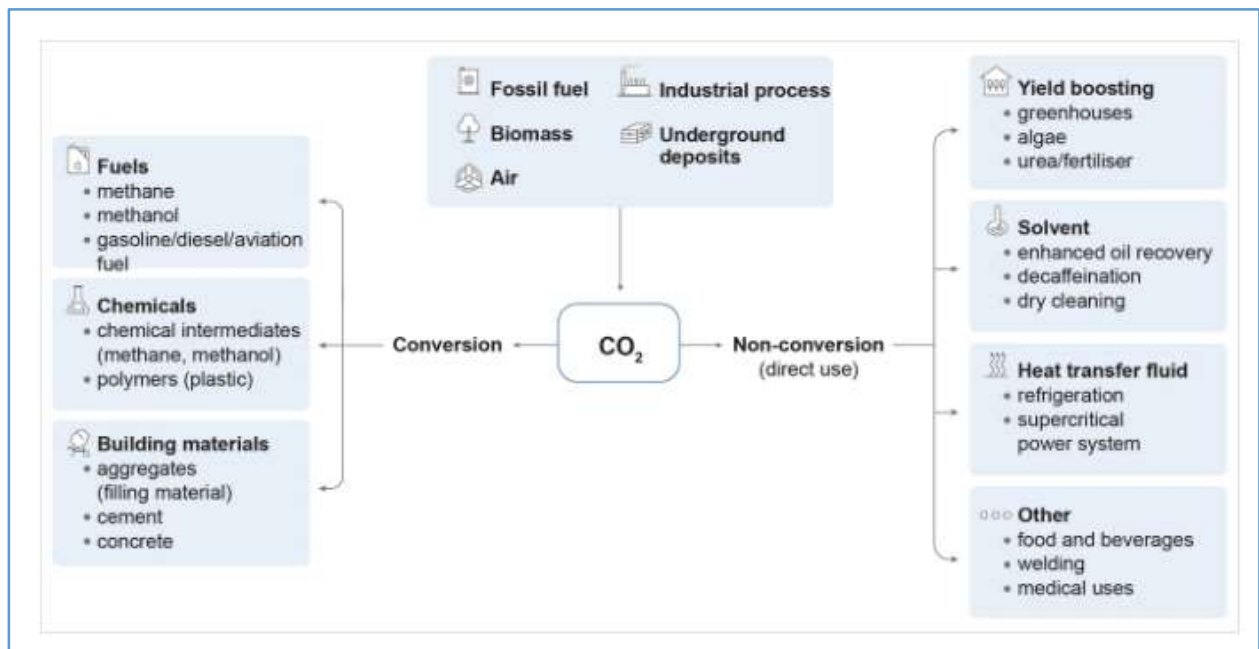 Fossil fuel
Biomass
Air
Industrial process
Underground
deposits
Fuels
• methane
• methanol
• gasoline/diesel/aviation
fuel
Chemicals
• chemical intermediates
(methane, methanol)
• polymers (plastic)
Building materials
• aggregates
(filling material)
• cement
• concrete
Conversion
CO₂
Non-conversion
(direct use)
Yield boosting
• greenhouses
• algae
• urea/fertiliser
Solvent
• enhanced oil recovery
• decaffeination
• dry cleaning
Heat transfer fluid
• refrigeration
• supercritical
power system
Other
• food and beverages
• welding
• medical uses